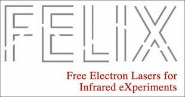 FELIX
Free Electron Lasers for
Infrared eXperiments